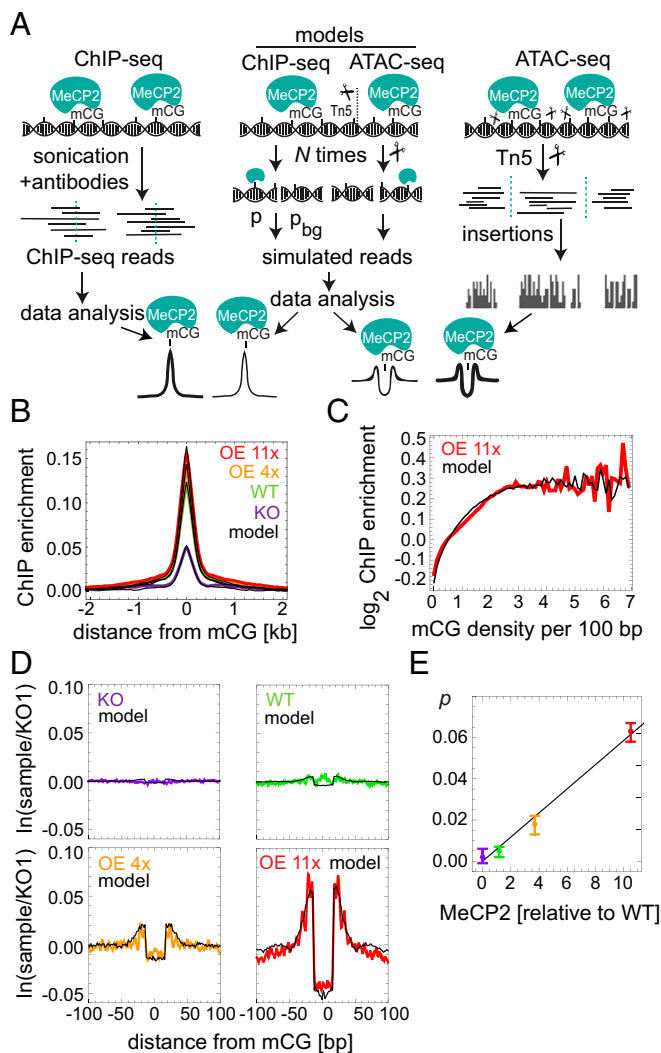 A
models
ChIP-seq
ChIP-seq ATAC-seq
ATAC-seq
MeCP2
mCG
MeCP2
mCG
MeCP2
mCG
Tn5
MeCP2
mCG
MeCP2
mCG
MeCP2
mCG
sonication
+antibodies
N times
Tn5
p
p bg
ChIP-seq reads
simulated reads
insertions
data analysis
data analysis
MeCP2
mCG
MeCP2
mCG
MeCP2
mCG
MeCP2
mCG
B
ChIP enrichment
0.15
0.10
0.05
0.00
OE 11x
OE 4x
WT
KO
model
-2 -1 0 1 2
distance from mCG [kb]
C
log2 ChIP enrichment
0.5
0.4
0.3
0.2
0.1
0.0
-0.1
-0.2
OE 11x
model
0 1 2 3 4 5 6 7
mCG density per 100 bp
D
ln(sample/KO1)
0.10
0.05
0.00
-0.05
KO
model
WT
model
ln(sample/KO1)
0.10
0.05
0.00
-0.05
OE 4x
model
OE 11x model
-100 -50 0 50 100
-100 -50 0 50 100
distance from mCG [bp]
E
p
0.06
0.04
0.02
0.00
0 2 4 6 8 10
MeCP2 [relative to WT]